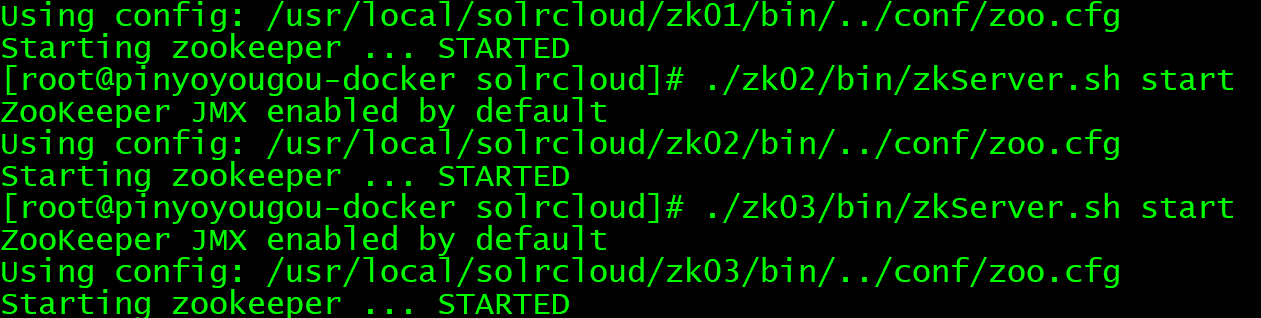 Using config: /usr/local/solrcloud/zk01/bin/../conf/zoo.cfg
Starting zookeeper ... STARTED
[root@pinyoyougou-docker solrcloud]# ./zk02/bin/zkServer.sh start
ZooKeeper JMX enabled by default
Using config: /usr/local/solrcloud/zk02/bin/../conf/zoo.cfg
Starting zookeeper ... STARTED
[root@pinyoyougou-docker solrcloud]# ./zk03/bin/zkServer.sh start
ZooKeeper JMX enabled by default
Using config: /usr/local/solrcloud/zk03/bin/../conf/zoo.cfg
Starting zookeeper ... STARTED